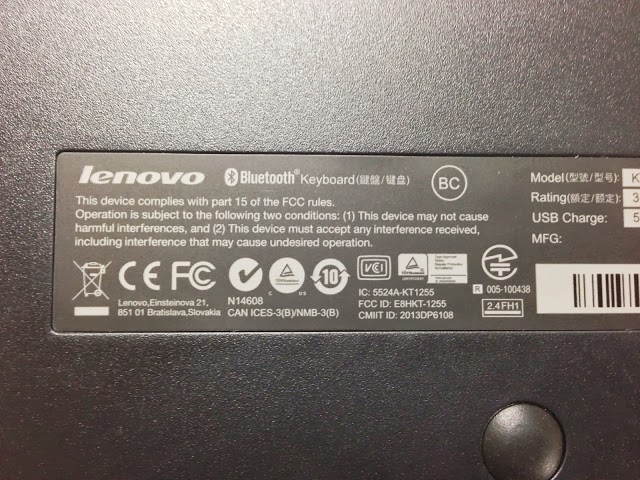 lenovo Bluetooth® Keyboard(鍵盤/键盘) BC
This device complies with part 15 of the FCC rules.
Operation is subject to the following two conditions: (1) This device may not cause
harmful interferences, and (2) This device must accept any interference received,
including interference that may cause undesired operation.
Model(型號/型号): K
Rating(額定/额定): 3
USB Charge: 5
MFG:
CE FC
Lenovo,Einsteinova 21,
851 01 Bratislava,Slovakia
N14608
CAN ICES-3(B)/NMB-3(B)
C US
10
VCI
IC: 5524A-KT1255
FCC ID: E8HKT-1255
CMIIT ID: 2013DP6108
R 005-100438
2.4FH1